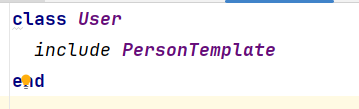 class User
  include PersonTemplate
end